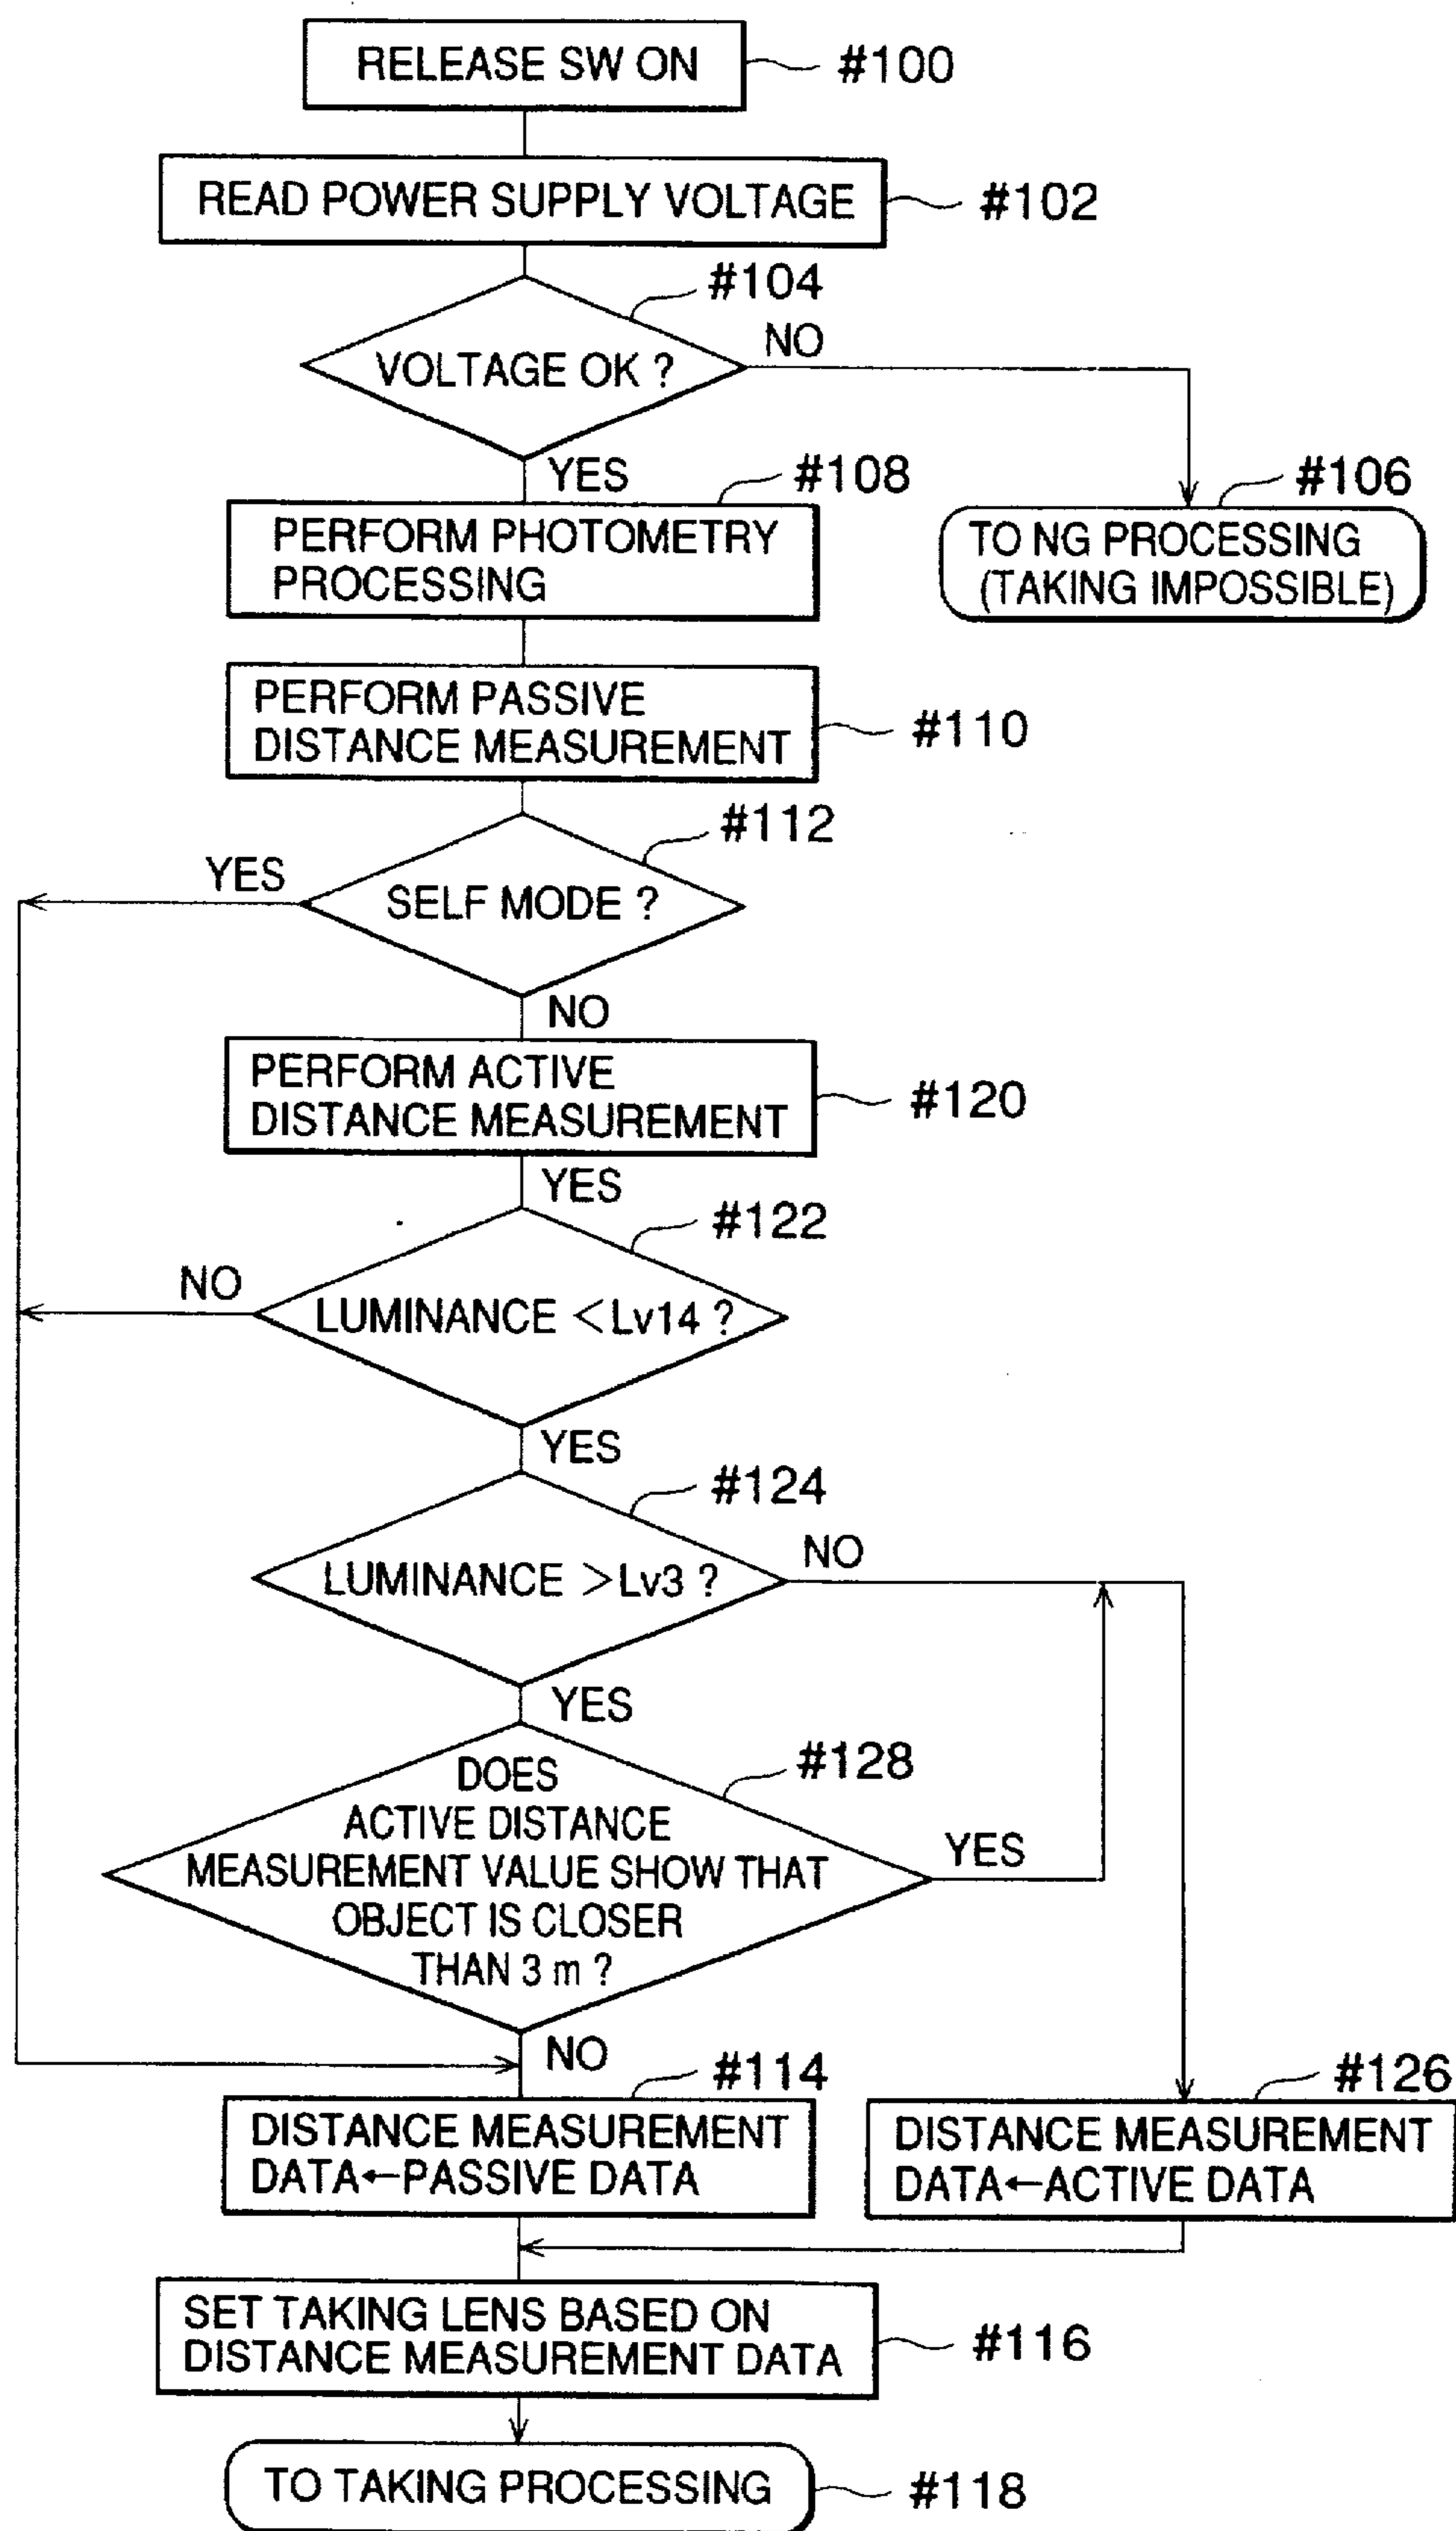 RELEASE SW ON
#100
READ POWER SUPPLY VOLTAGE
#102
#104
VOLTAGE OK ?
NO
YES
#108
#106
PERFORM PHOTOMETRY
PROCESSING
TO NG PROCESSING
(TAKING IMPOSSIBLE)
PERFORM PASSIVE
DISTANCE MEASUREMENT
#110
#112
YES
SELF MODE ?
NO
PERFORM ACTIVE
DISTANCE MEASUREMENT
#120
YES
#122
NO
LUMINANCE <Lv14 ?
YES
#124
NO
LUMINANCE >Lv3 ?
YES
#128
DOES
ACTIVE DISTANCE
MEASUREMENT VALUE SHOW THAT
OBJECT IS CLOSER
THAN 3 m ?
YES
NO
#114
#126
DISTANCE MEASUREMENT
DATA←PASSIVE DATA
DISTANCE MEASUREMENT
DATA←ACTIVE DATA
SET TAKING LENS BASED ON
DISTANCE MEASUREMENT DATA
#116
TO TAKING PROCESSING
#118